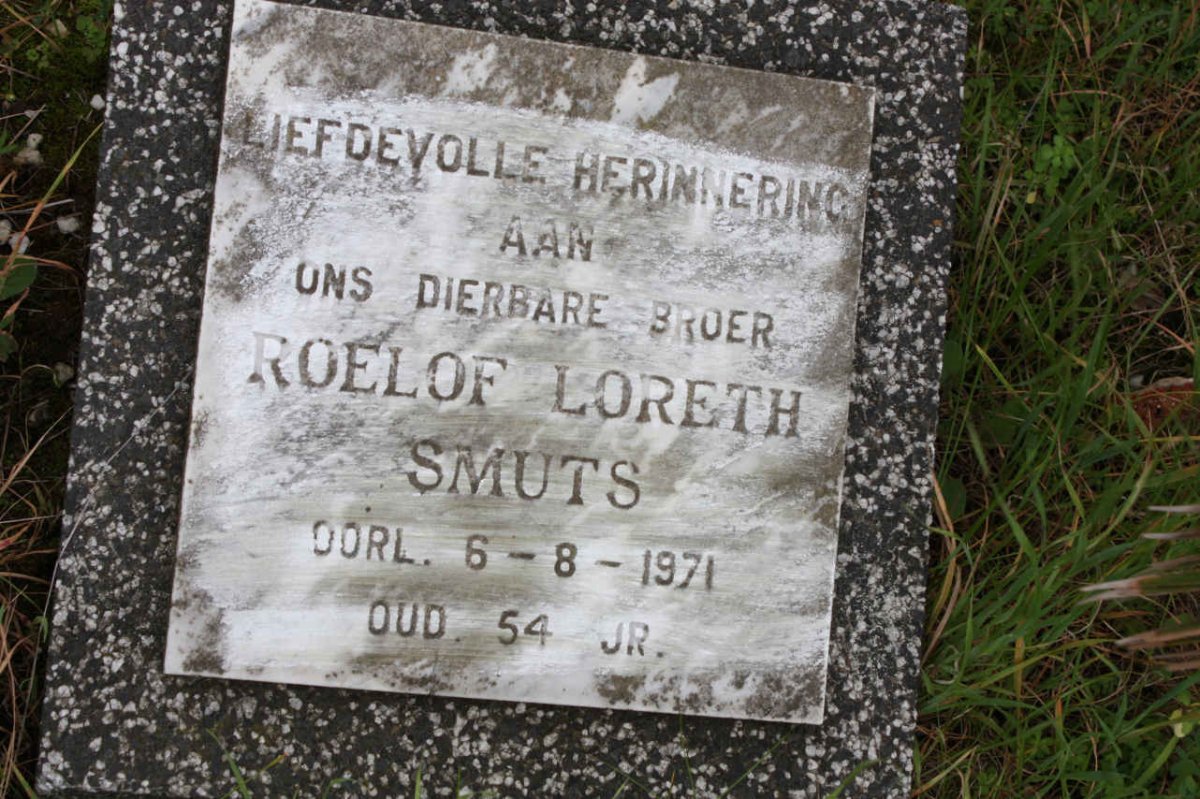 LIEFDEVOLLE HERINNERING
AAN
ONS DIERBARE BROER
ROELOF LORETH
SMUTS
OORL. 6-8-1971
OUD 54 JR.